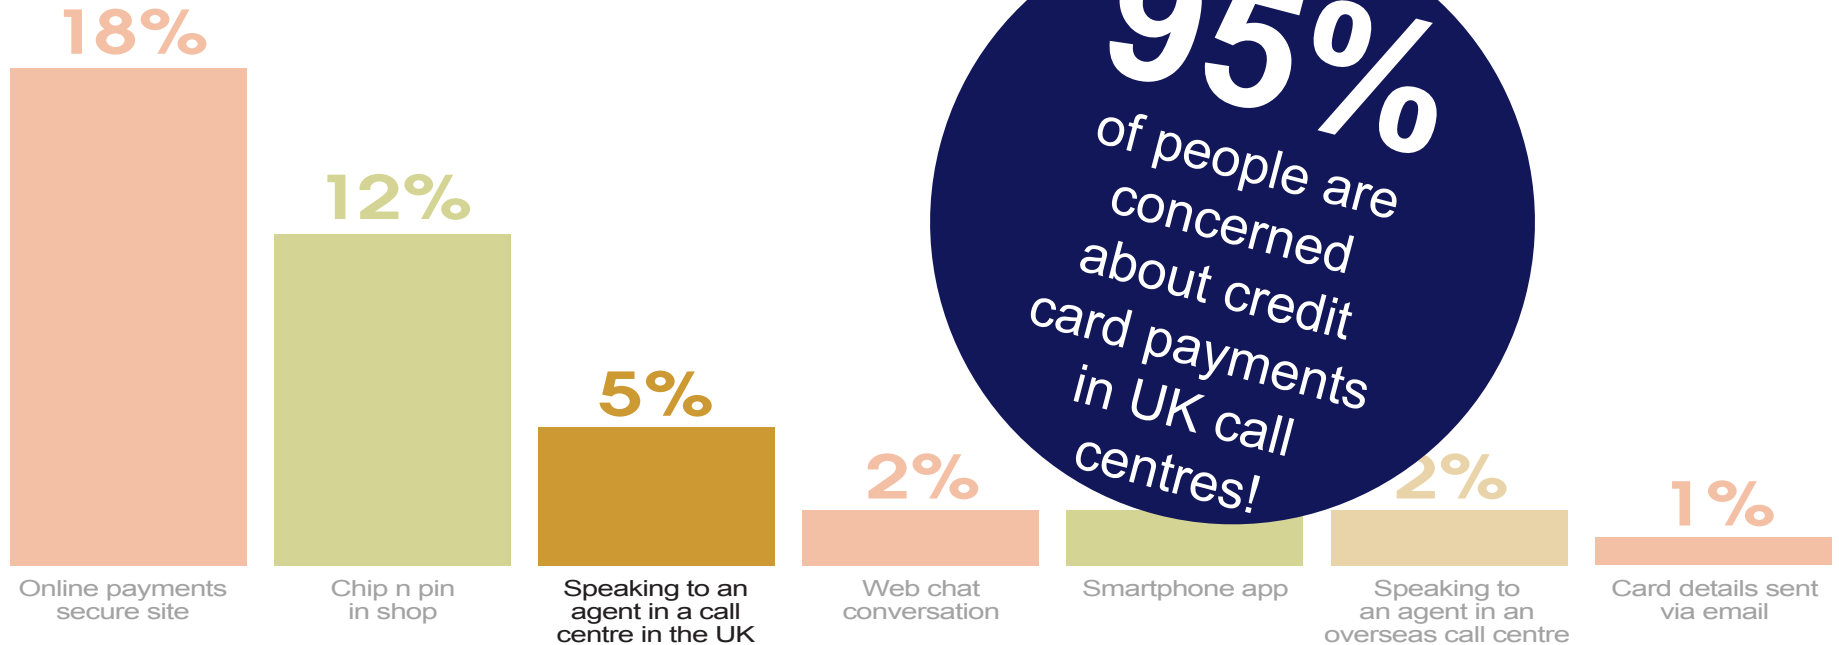 18%
12%
5%
2%
2%
1%
95%
of people are
concerned
about credit
card payments
in UK call
centres!
Online payments
secure site
Chip n pin
in shop
Speaking to an
agent in a call
centre in the UK
Web chat
conversation
Smartphone app
Speaking to
an agent in an
overseas call centre
Card details sent
via email